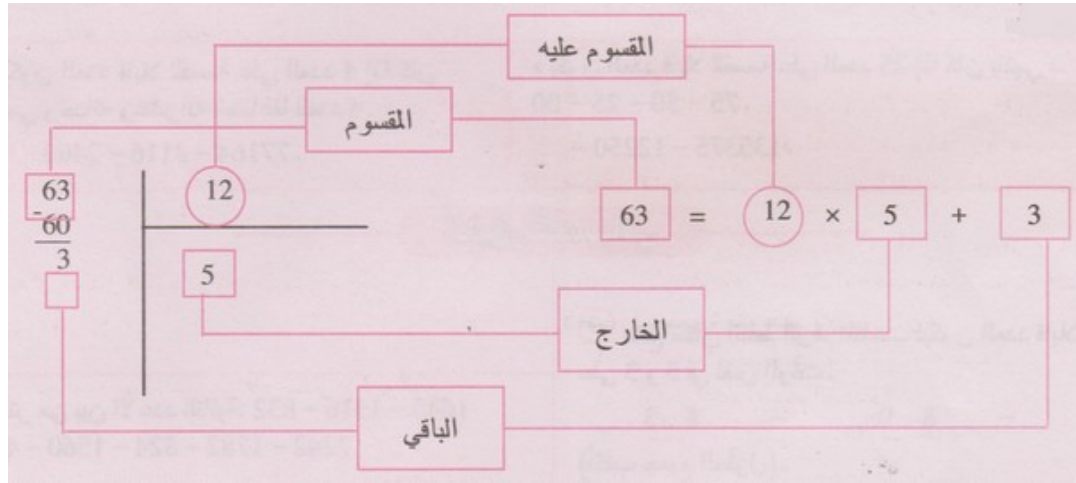 المقسوم عليه
المقسوم
63
12
63 = 12 × 5 + 3
-
60
3
5
الخارج
الباقي